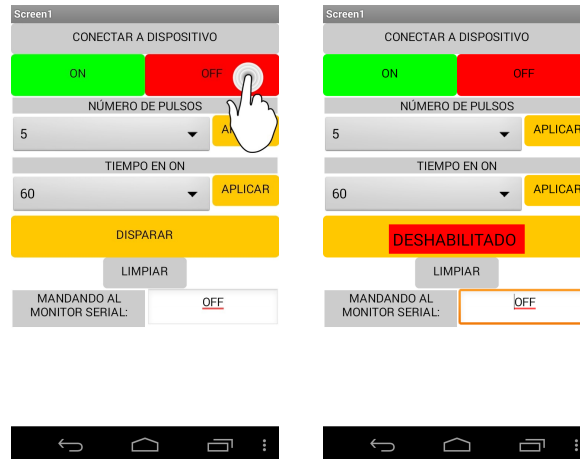 Screen1
CONECTAR A DISPOSITIVO
ON
OFF
NÚMERO DE PULSOS
5
TIEMPO EN ON
60
APLICAR
DISPARAR
LIMPIAR
MANDANDO AL
MONITOR SERIAL:
OFF
Screen1
CONECTAR A DISPOSITIVO
ON
OFF
NÚMERO DE PULSOS
5
APLICAR
TIEMPO EN ON
60
APLICAR
DESHABILITADO
LIMPIAR
MANDANDO AL
MONITOR SERIAL:
OFF